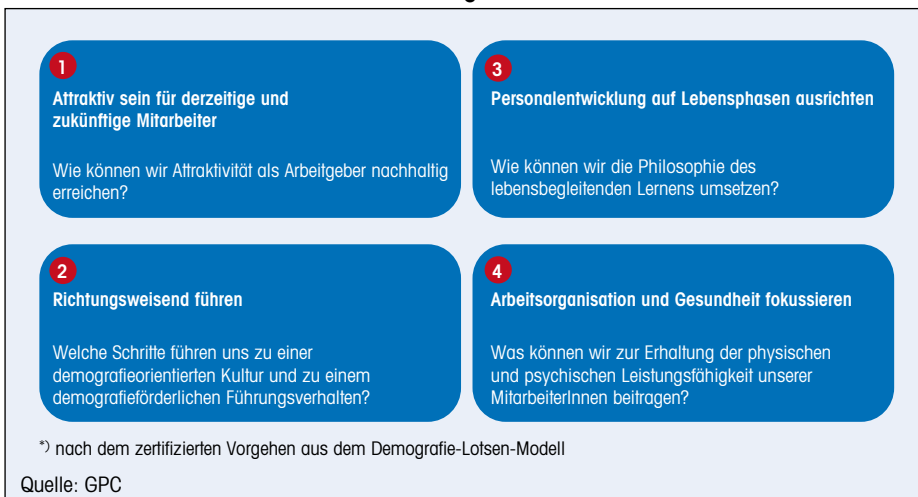 1
Attraktiv sein für derzeitige und
zukünftige Mitarbeiter
Wie können wir Attraktivität als Arbeitgeber nachhaltig
erreichen?
2
Richtungsweisend führen
Welche Schritte führen uns zu einer
demografieorientierten Kultur und zu einem
demografieförderlichen Führungsverhalten?
3
Personalentwicklung auf Lebensphasen ausrichten
Wie können wir die Philosophie des
lebensbegleitenden Lernens umsetzen?
4
Arbeitsorganisation und Gesundheit fokussieren
Was können wir zur Erhaltung der physischen
und psychischen Leistungsfähigkeit unserer
MitarbeiterInnen beitragen?
*) nach dem zertifizierten Vorgehen aus dem Demografie-Lotsen-Modell
Quelle: GPC